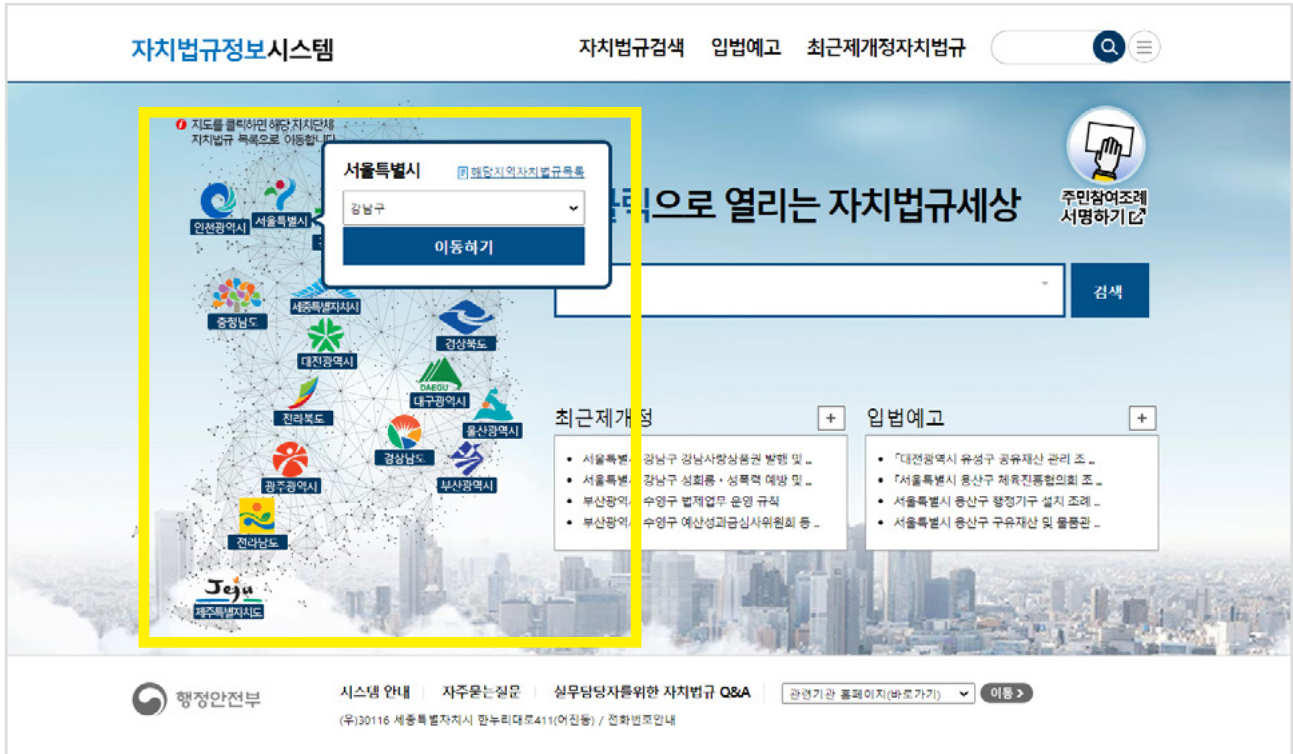 자치법규정보시스템
자치법규검색 입법예고 최근제개정자치법규
지도를 클릭하면 해당 지치단체
자치법규 목록으로 이동합니다
서울특별시 해당지역자치법규목록
강남구
이동하기
클릭으로 열리는 자치법규세상
주민참여조례
서명하기
검색
인천광역시
서울특별시
충청남도
세종특별자치시
대전광역시
경상북도
DAEGU
대구광역시
전라북도
울산광역시
경상남도
광주광역시
부산광역시
전라남도
Jeju
제주특별자치도
최근제개정 +
• 서울특별시 강남구 강남사랑상품권 발행 및 ...
• 서울특별시 강남구 성희롱·성폭력 예방 및 ...
• 부산광역시 수영구 법제업무 운영 규칙
• 부산광역시 수영구 예산성과금심사위원회 등 ...
입법예고 +
• 「대전광역시 유성구 공유재산 관리 조 ...
• 「서울특별시 용산구 체육진흥협의회 조 ...
• 서울특별시 용산구 행정기구 설치 조례 ...
• 서울특별시 용산구 구유재산 및 물품관 ...
행정안전부
시스템 안내 자주묻는질문 실무담당자를위한 자치법규 Q&A 관련기관 홈페이지(바로가기) 이동 >
(우)30116 세종특별자치시 한누리대로411(어진동) / 전화번호안내